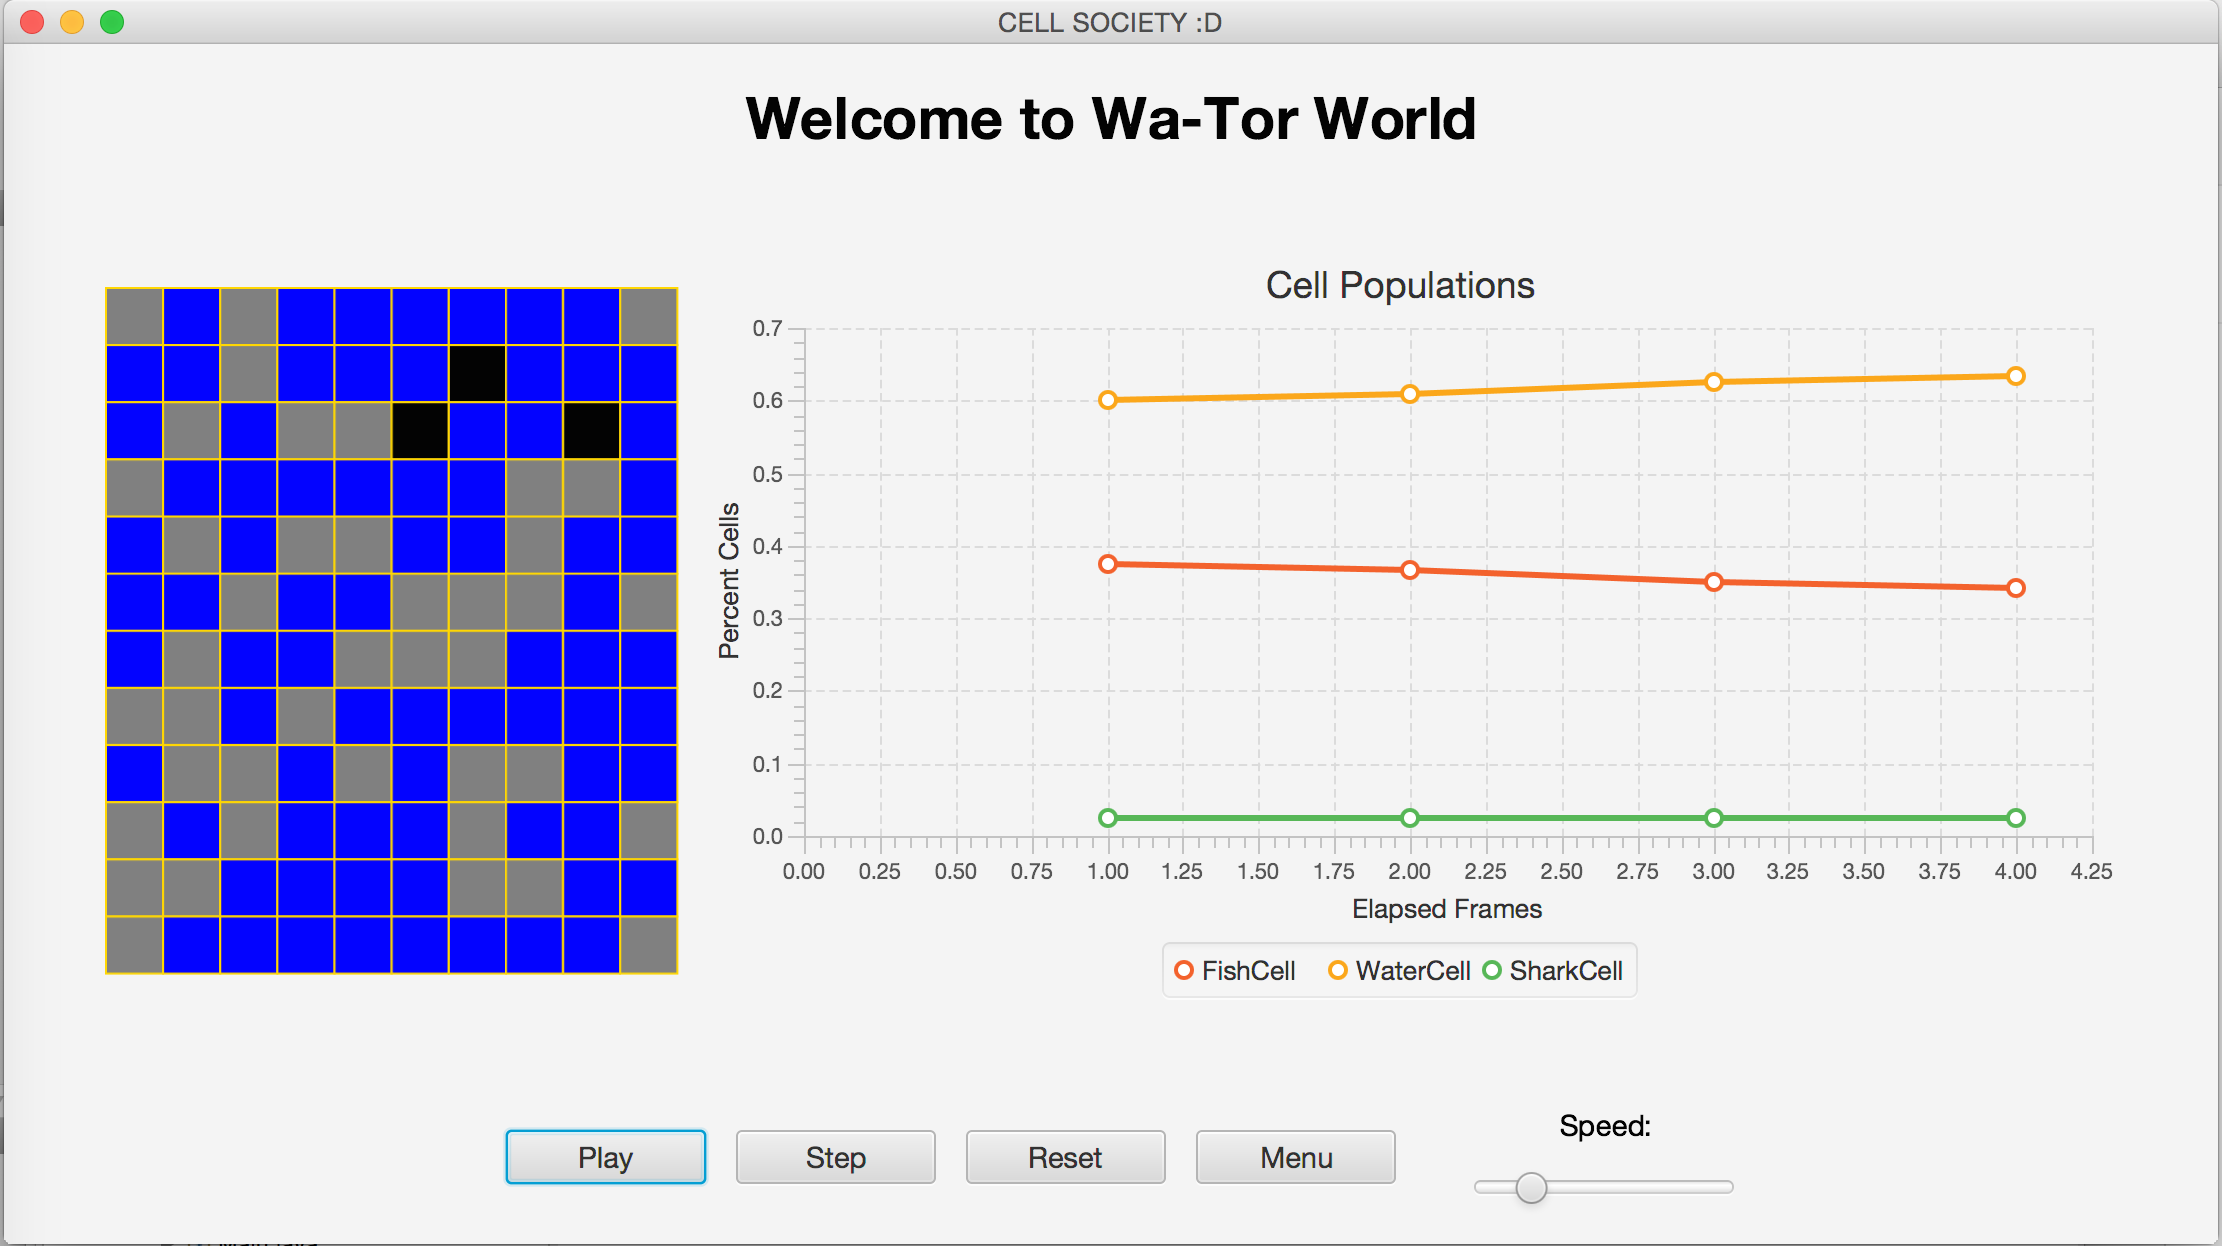 CELL SOCIETY :D
Welcome to Wa-Tor World
Cell Populations
0.7
0.6
0.5
0.4
0.3
0.2
0.1
0.0
Percent Cells
0.00 0.25 0.50 0.75 1.00 1.25 1.50 1.75 2.00 2.25 2.50 2.75 3.00 3.25 3.50 3.75 4.00 4.25
Elapsed Frames
FishCell WaterCell SharkCell
Speed:
Play Step Reset Menu